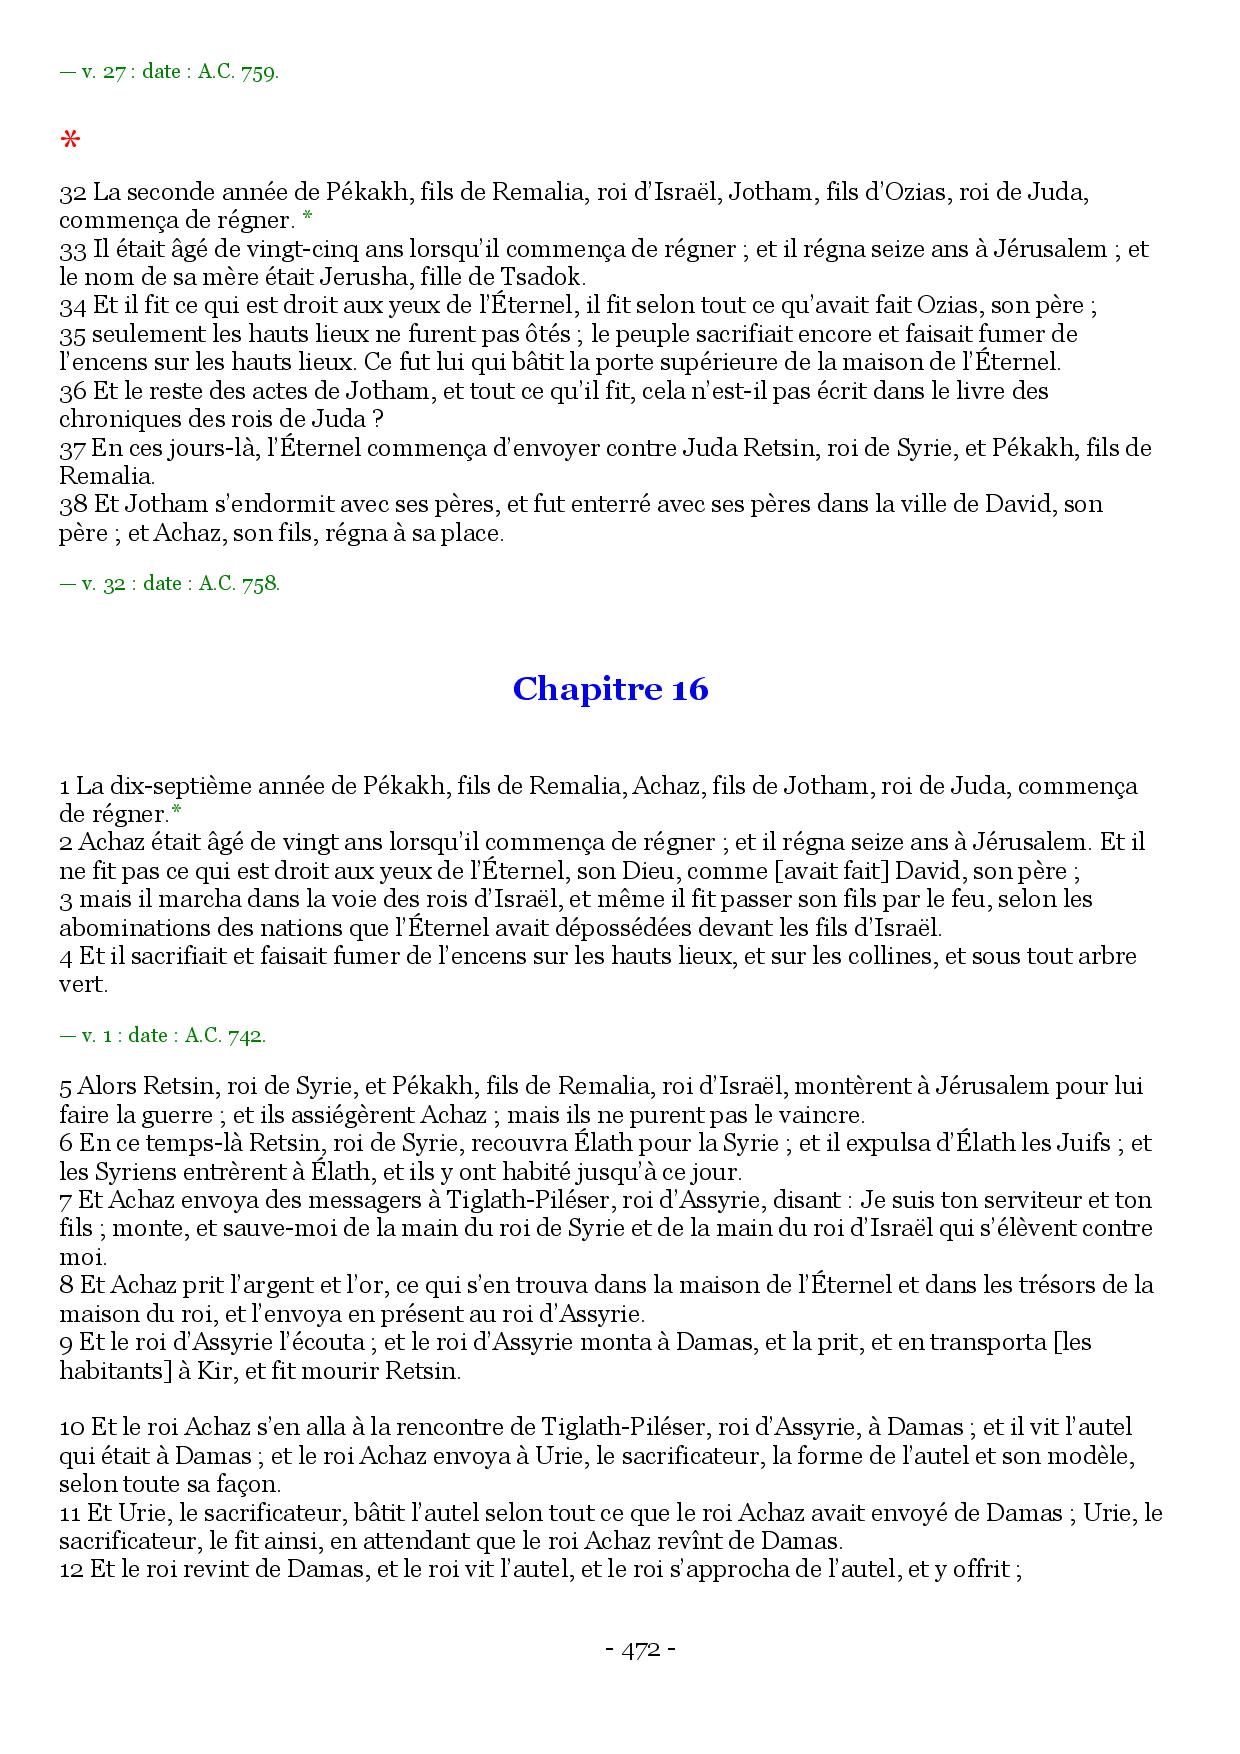 — v. 27 : date : A.C. 759.
*
32 La seconde année de Pékakh, fils de Remalia, roi d’Israël, Jotham, fils d’Ozias, roi de Juda,
commença de régner. *
33 Il était âgé de vingt-cinq ans lorsqu’il commença de régner ; et il régna seize ans à Jérusalem ; et
le nom de sa mère était Jerusha, fille de Tsadok.
34 Et il fit ce qui est droit aux yeux de l’Éternel, il fit selon tout ce qu’avait fait Ozias, son père ;
35 seulement les hauts lieux ne furent pas ôtés ; le peuple sacrifiait encore et faisait fumer de
l’encens sur les hauts lieux. Ce fut lui qui bâtit la porte supérieure de la maison de l’Éternel.
36 Et le reste des actes de Jotham, et tout ce qu’il fit, cela n’est-il pas écrit dans le livre des
chroniques des rois de Juda ?
37 En ces jours-là, l’Éternel commença d’envoyer contre Juda Retsin, roi de Syrie, et Pékakh, fils de
Remalia.
38 Et Jotham s’endormit avec ses pères, et fut enterré avec ses pères dans la ville de David, son
père ; et Achaz, son fils, régna à sa place.
— v. 32 : date : A.C. 758.
Chapitre 16
1 La dix-septième année de Pékakh, fils de Remalia, Achaz, fils de Jotham, roi de Juda, commença
de régner.*
2 Achaz était âgé de vingt ans lorsqu’il commença de régner ; et il régna seize ans à Jérusalem. Et il
ne fit pas ce qui est droit aux yeux de l’Éternel, son Dieu, comme [avait fait] David, son père ;
3 mais il marcha dans la voie des rois d’Israël, et même il fit passer son fils par le feu, selon les
abominations des nations que l’Éternel avait dépossédées devant les fils d’Israël.
4 Et il sacrifiait et faisait fumer de l’encens sur les hauts lieux, et sur les collines, et sous tout arbre
vert.
— v. 1 : date : A.C. 742.
5 Alors Retsin, roi de Syrie, et Pékakh, fils de Remalia, roi d’Israël, montèrent à Jérusalem pour lui
faire la guerre ; et ils assiégèrent Achaz ; mais ils ne purent pas le vaincre.
6 En ce temps-là Retsin, roi de Syrie, recouvra Élath pour la Syrie ; et il expulsa d’Élath les Juifs ; et
les Syriens entrèrent à Élath, et ils y ont habité jusqu’à ce jour.
7 Et Achaz envoya des messagers à Tiglath-Piléser, roi d’Assyrie, disant : Je suis ton serviteur et ton
fils ; monte, et sauve-moi de la main du roi de Syrie et de la main du roi d’Israël qui s’élèvent contre
moi.
8 Et Achaz prit l’argent et l’or, ce qui s’en trouva dans la maison de l’Éternel et dans les trésors de la
maison du roi, et l’envoya en présent au roi d’Assyrie.
9 Et le roi d’Assyrie l’écouta ; et le roi d’Assyrie monta à Damas, et la prit, et en transporta [les
habitants] à Kir, et fit mourir Retsin.
10 Et le roi Achaz s’en alla à la rencontre de Tiglath-Piléser, roi d’Assyrie, à Damas ; et il vit l’autel
qui était à Damas ; et le roi Achaz envoya à Urie, le sacrificateur, la forme de l’autel et son modèle,
selon toute sa façon.
11 Et Urie, le sacrificateur, bâtit l’autel selon tout ce que le roi Achaz avait envoyé de Damas ; Urie, le
sacrificateur, le fit ainsi, en attendant que le roi Achaz revînt de Damas.
12 Et le roi revint de Damas, et le roi vit l’autel, et le roi s’approcha de l’autel, et y offrit ;
- 472 -